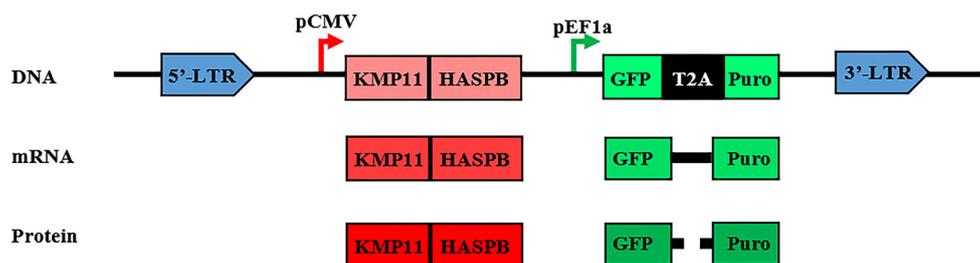 pCMV pEF1a
DNA 5’-LTR KMP11 HASPB GFP T2A Puro 3’-LTR
mRNA KMP11 HASPB GFP Puro
Protein KMP11 HASPB GFP Puro